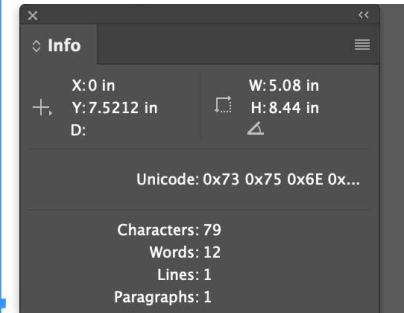 Info
X: 0 in
Y: 7.5212 in
D:
W: 5.08 in
H: 8.44 in
Unicode: 0x73 0x75 0x6E 0x...
Characters: 79
Words: 12
Lines: 1
Paragraphs: 1